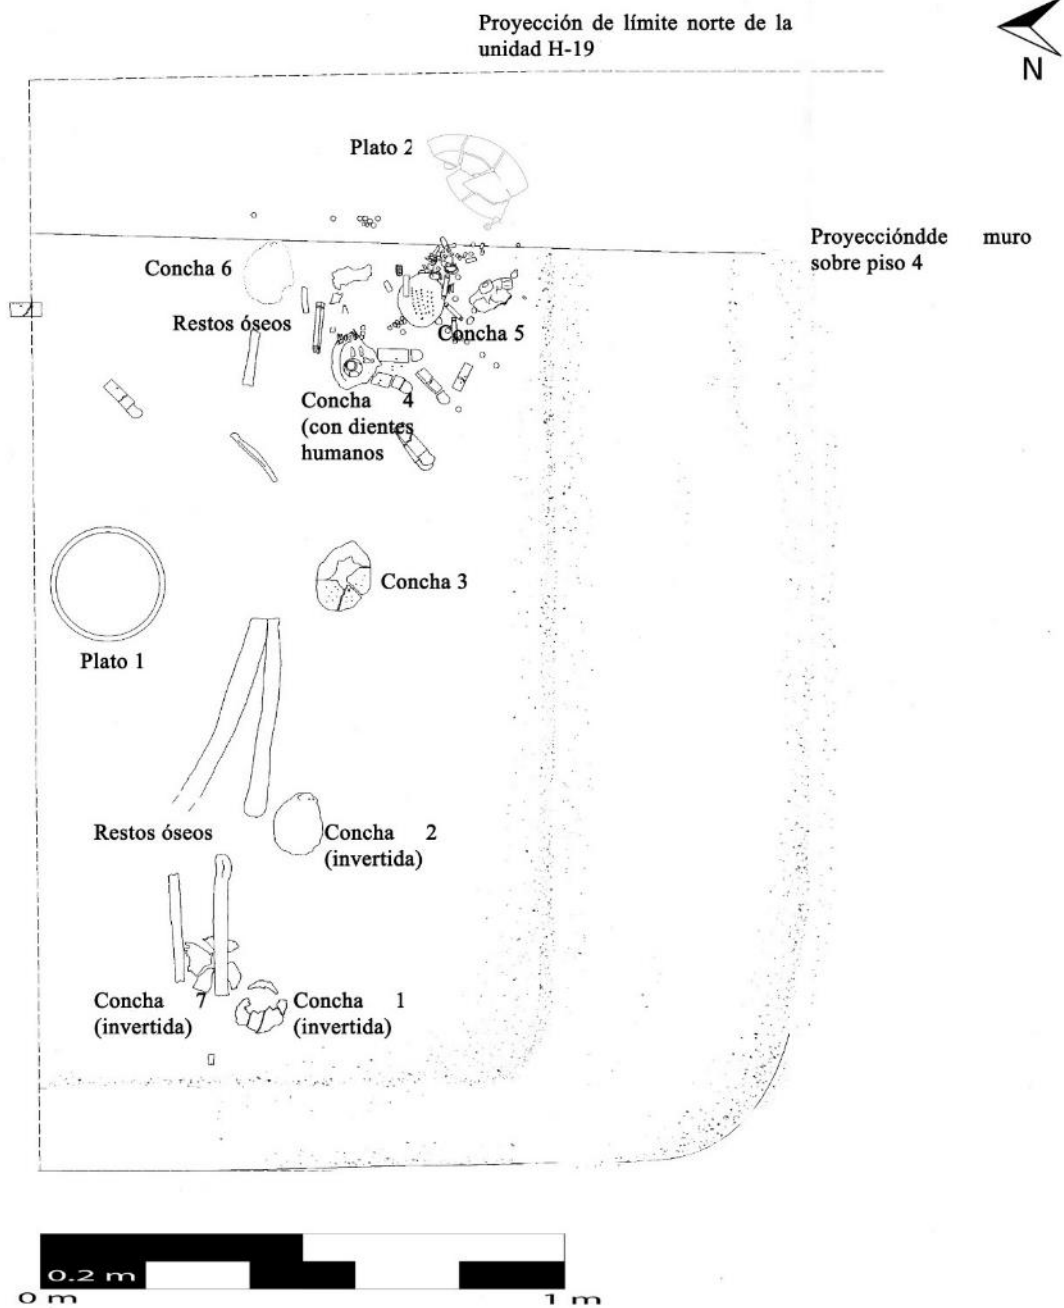 Proyección de límite norte de la
unidad H-19
N
Plato 2
Proyeccióndde muro
sobre piso 4
Concha 6
Restos óseos
Concha 5
Concha 4
(con dientes
humanos
Concha 3
Plato 1
Restos óseos
Concha 2
(invertida)
Concha 7
(invertida)
Concha 1
(invertida)
0.2 m
0 m
1 m